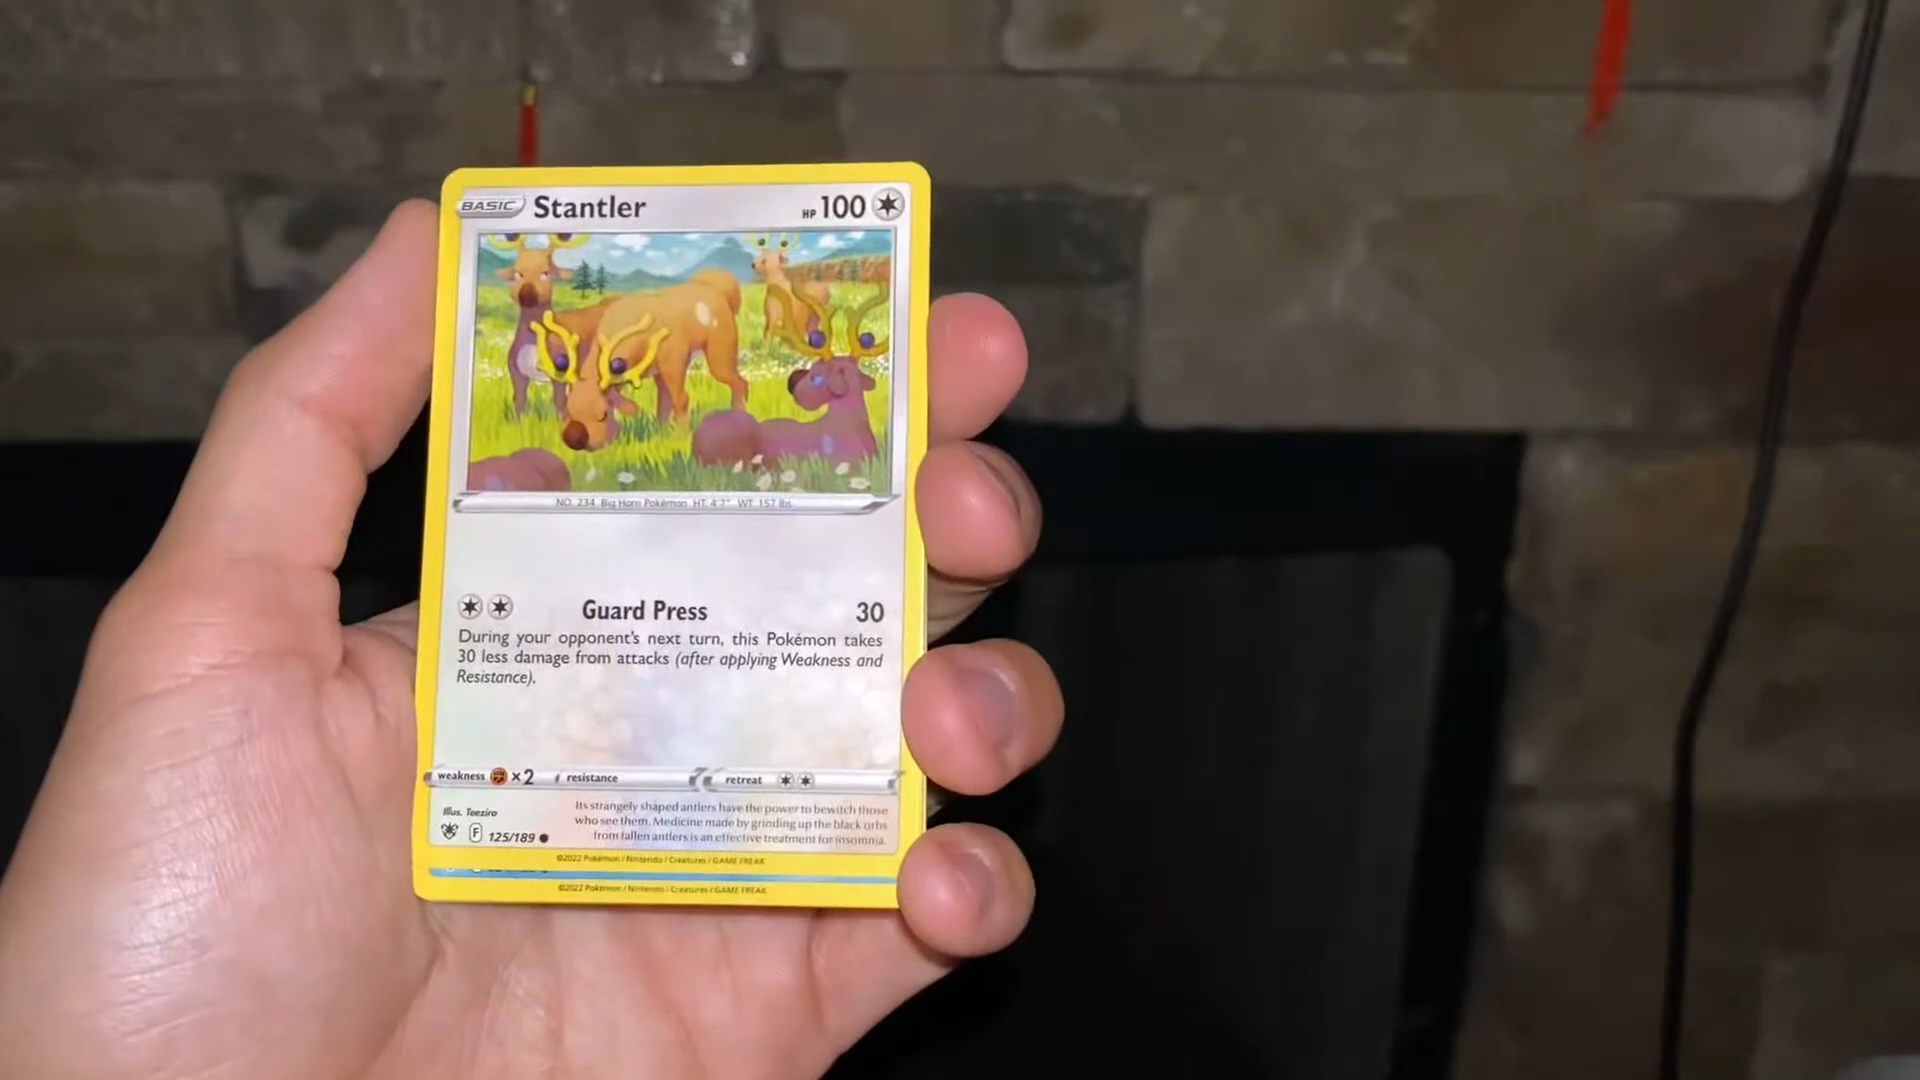 BASIC Stantler HP 100
NO. 234 Big Horn Pokémon HT 4'7" WT 157 lbs
Guard Press 30
During your opponent's next turn, this Pokémon takes
30 less damage from attacks (after applying Weakness and
Resistance).
weakness ×2 resistance retreat
Illus. Teeziro
Its strangely shaped antlers have the power to bewitch those
who see them. Medicine made by grinding up the black orbs
from fallen antlers is an effective treatment for insomnia.
F 125/189
©2022 Pokémon / Nintendo / Creatures / GAME FREAK
©2022 Pokémon / Nintendo / Creatures / GAME FREAK